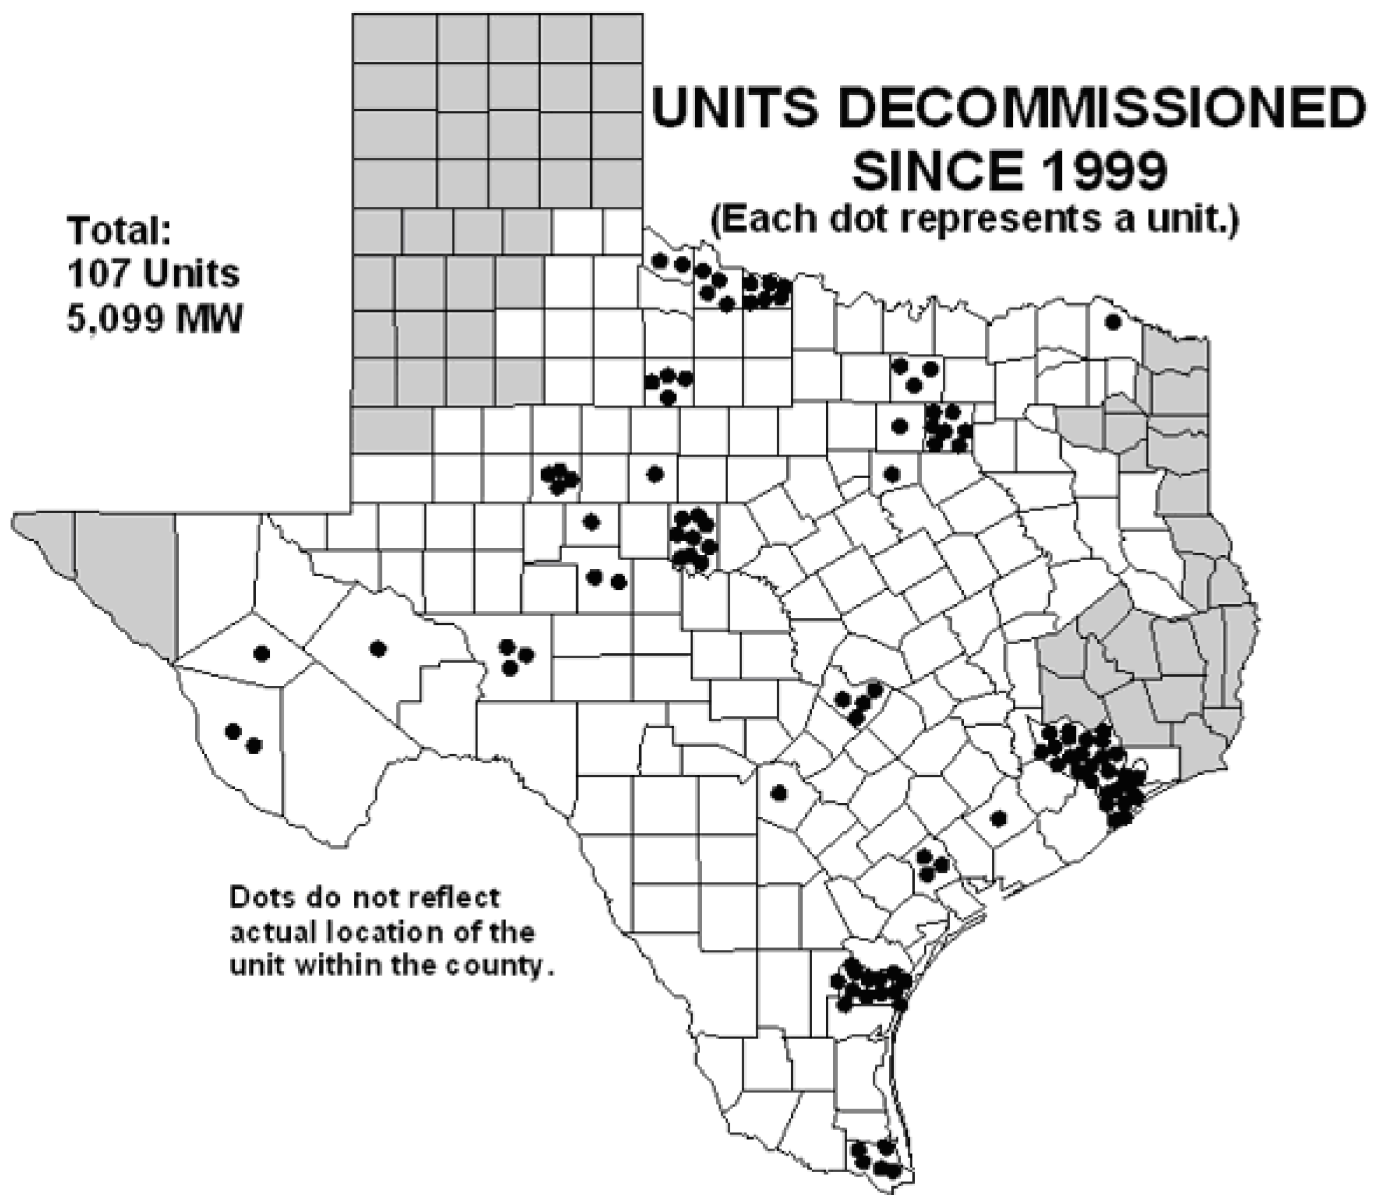 UNITS DECOMMISSIONED
SINCE 1999
(Each dot represents a unit.)
Total:
107 Units
5,099 MW
Dots do not reflect
actual location of the
unit within the county.